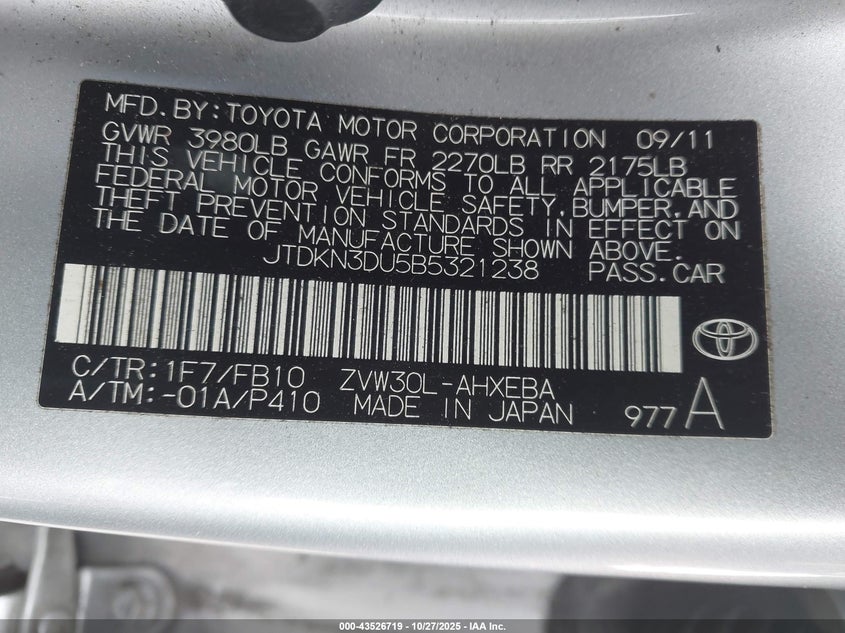 MFD.BY:TOYOTA MOTOR CORPORATION 09/11
GVWR 3980LB GAWR FR 2270LB RR 2175LB
THIS VEHICLE CONFORMS TO ALL APPLICABLE
FEDERAL MOTOR VEHICLE SAFETY,BUMPER,AND
THEFT PREVENTION STANDARDS IN EFFECT ON
THE DATE OF MANUFACTURE SHOWN ABOVE.
JTDKN3DU5B5321238 PASS.CAR
C/TR:1F7/FB10 ZVW30L-AHXEBA
A/TM:-01A/P410 MADE IN JAPAN 977 A
000-43526719 - 10/27/2025 - IAA Inc.